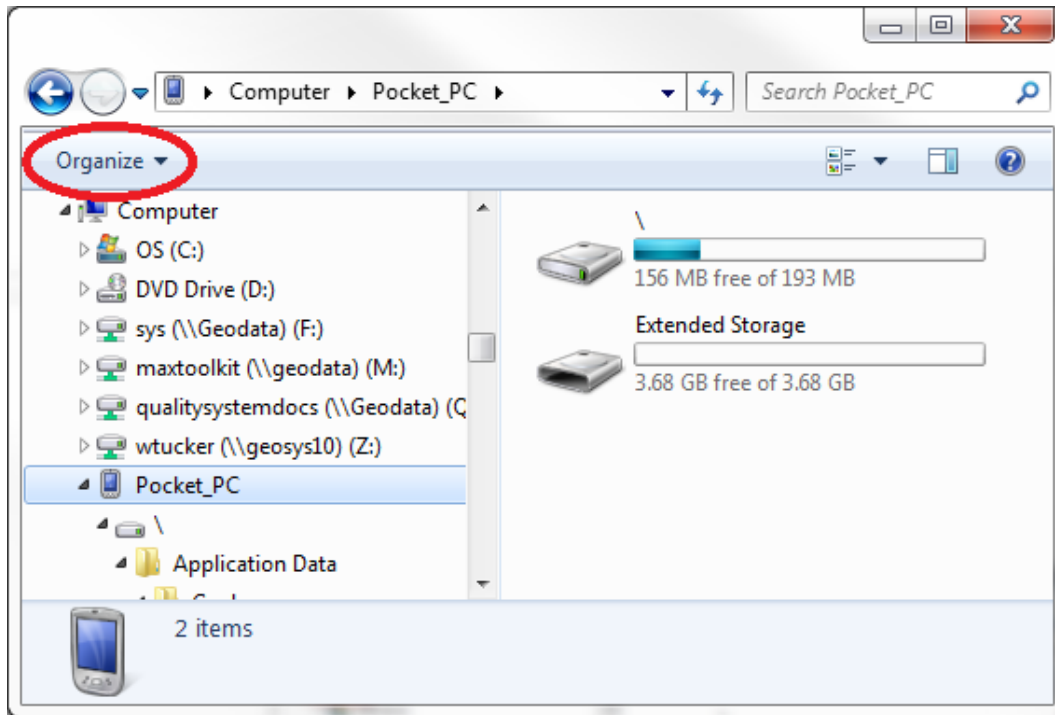 Computer ▸ Pocket_PC ▸
Search Pocket_PC
Organize
Computer
OS (C:)
DVD Drive (D:)
sys (\\Geodata) (F:)
maxtoolkit (\\geodata) (M:)
qualitysystemdocs (\\Geodata) (Q
wtucker (\\geosys10) (Z:)
Pocket_PC
\
Application Data
\
156 MB free of 193 MB
Extended Storage
3.68 GB free of 3.68 GB
2 items